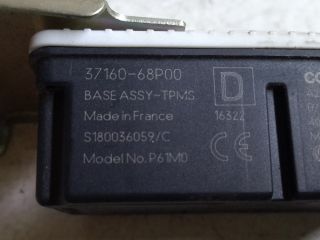 37160-68P00
BASE ASSY-TPMS
Made in France
S180036059/C
Model No. P61M0
D
16322
CE